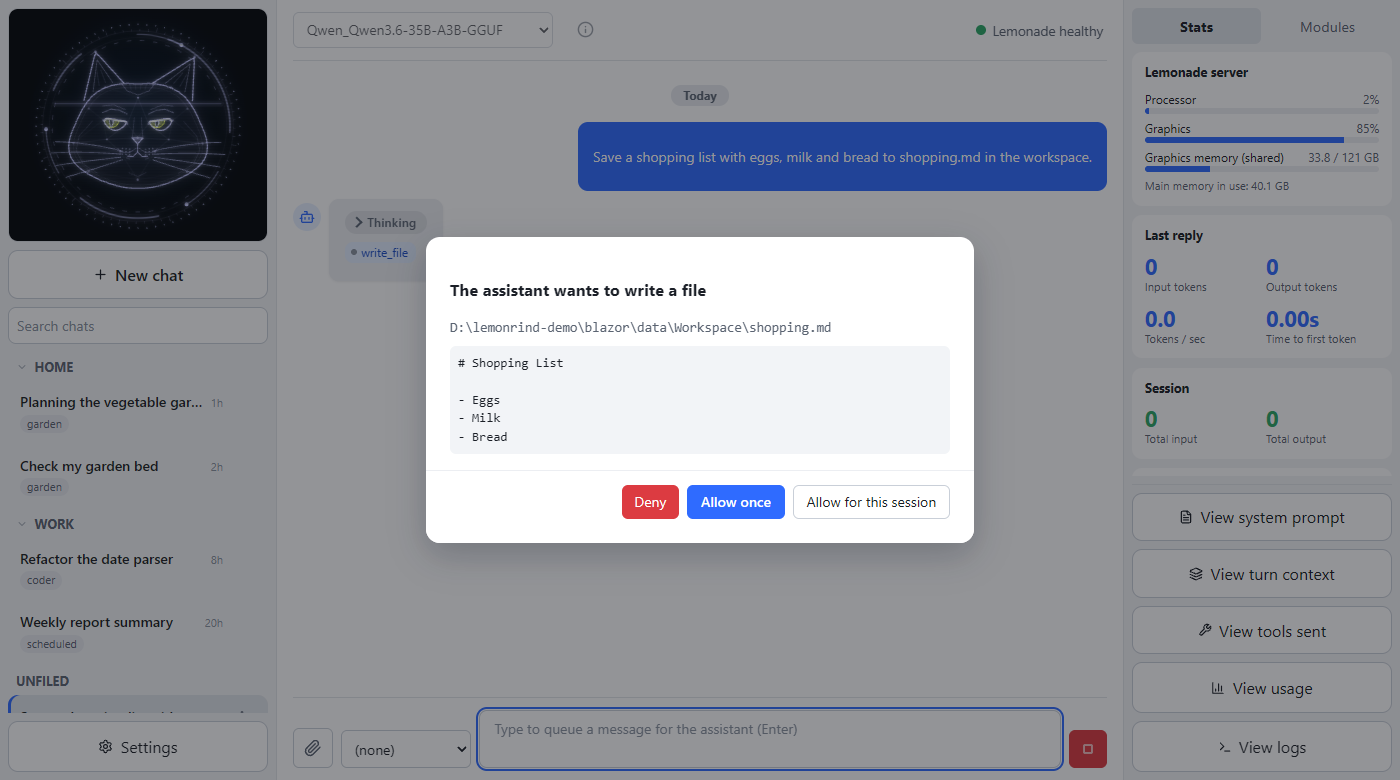 New chat
Search chats
HOME
Planning the vegetable gar... 1h
garden
Check my garden bed 2h
garden
WORK
Refactor the date parser 8h
coder
Weekly report summary 20h
scheduled
UNFILED
Settings
Qwen_Qwen3.6-35B-A3B-GGUF
Lemonade healthy
Today
Save a shopping list with eggs, milk and bread to shopping.md in the workspace.
Thinking
write_file
The assistant wants to write a file
D:\lemonrind-demo\blazor\data\Workspace\shopping.md
# Shopping List
- Eggs
- Milk
- Bread
Deny Allow once Allow for this session
(none)
Type to queue a message for the assistant (Enter)
Stats Modules
Lemonade server
Processor 2%
Graphics 85%
Graphics memory (shared) 33.8 / 121 GB
Main memory in use: 40.1 GB
Last reply
0 0
Input tokens Output tokens
0.0 0.00s
Tokens / sec Time to first token
Session
0 0
Total input Total output
View system prompt
View turn context
View tools sent
View usage
View logs